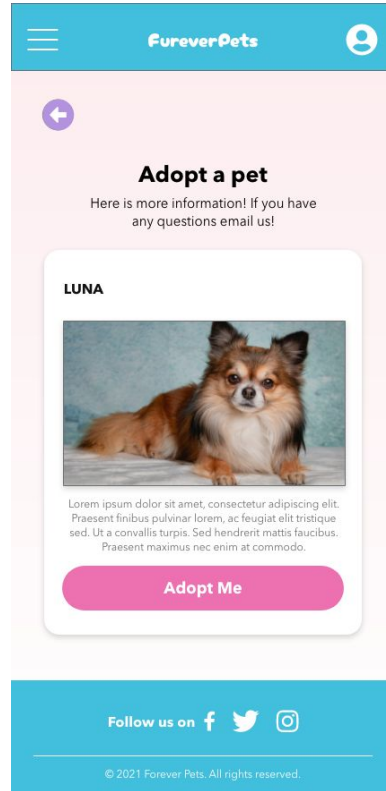 FureverPets
Adopt a pet
Here is more information! If you have
any questions email us!
LUNA
Lorem ipsum dolor sit amet, consectetur adipiscing elit.
Praesent finibus pulvinar lorem, ac feugiat elit tristique
sed. Ut a convallis turpis. Sed hendrerit mattis faucibus.
Praesent maximus nec enim at commodo.
Adopt Me
Follow us on
© 2021 Forever Pets. All rights reserved.